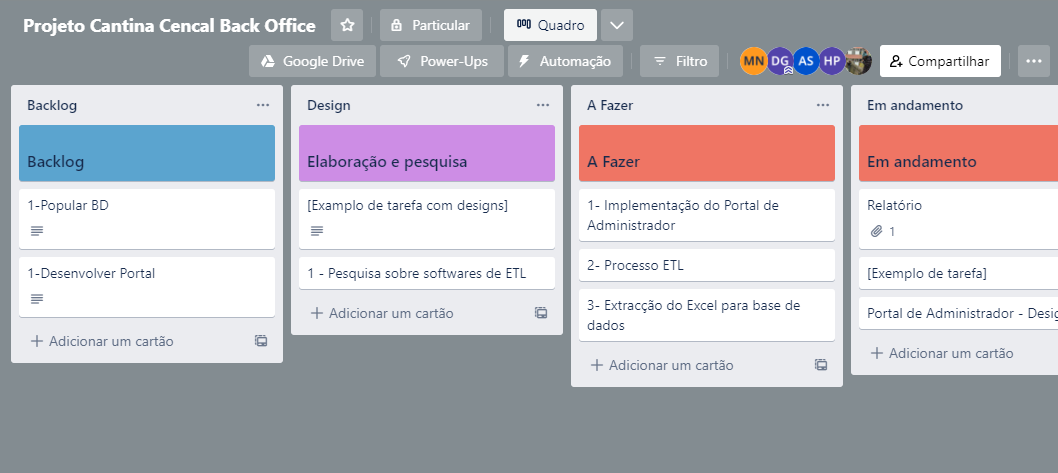 Projeto Cantina Cencal Back Office
Particular
Quadro
Google Drive
Power-Ups
Automação
Filtro
MN
DG
AS
HP
Compartilhar
Backlog
Backlog
1-Popular BD
1-Desenvolver Portal
Adicionar um cartão
Design
Elaboração e pesquisa
[Exemplo de tarefa com designs]
1 - Pesquisa sobre softwares de ETL
Adicionar um cartão
A Fazer
A Fazer
1- Implementação do Portal de
Administrador
2- Processo ETL
3- Extracção do Excel para base de
dados
Adicionar um cartão
Em andamento
Em andamento
Relatório
1
[Exemplo de tarefa]
Portal de Administrador - Desig
Adicionar um cartão